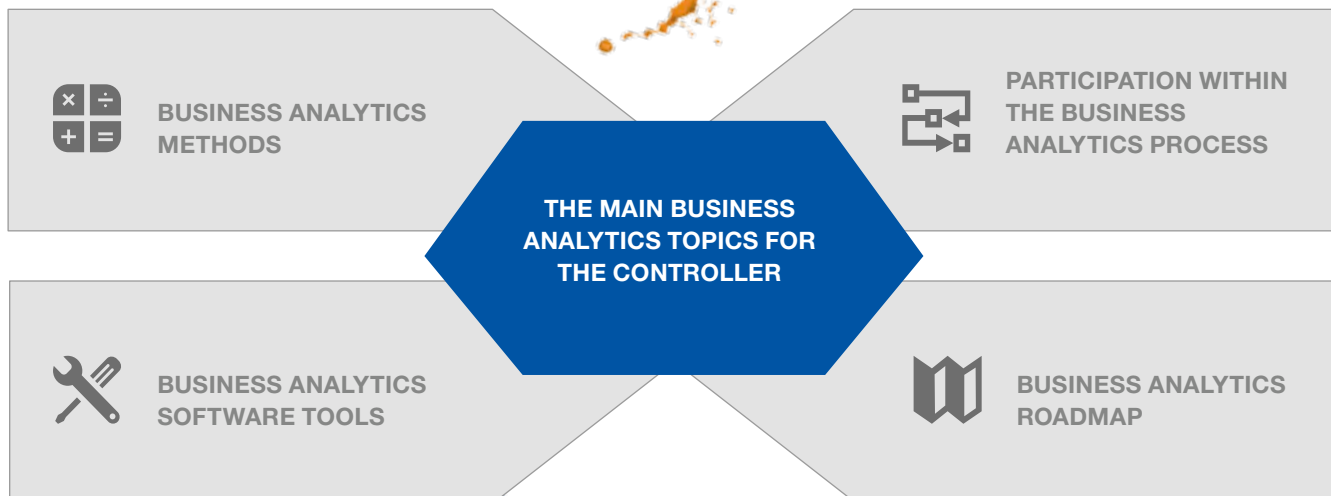 BUSINESS ANALYTICS
METHODS
PARTICIPATION WITHIN
THE BUSINESS
ANALYTICS PROCESS
THE MAIN BUSINESS
ANALYTICS TOPICS FOR
THE CONTROLLER
BUSINESS ANALYTICS
SOFTWARE TOOLS
BUSINESS ANALYTICS
ROADMAP